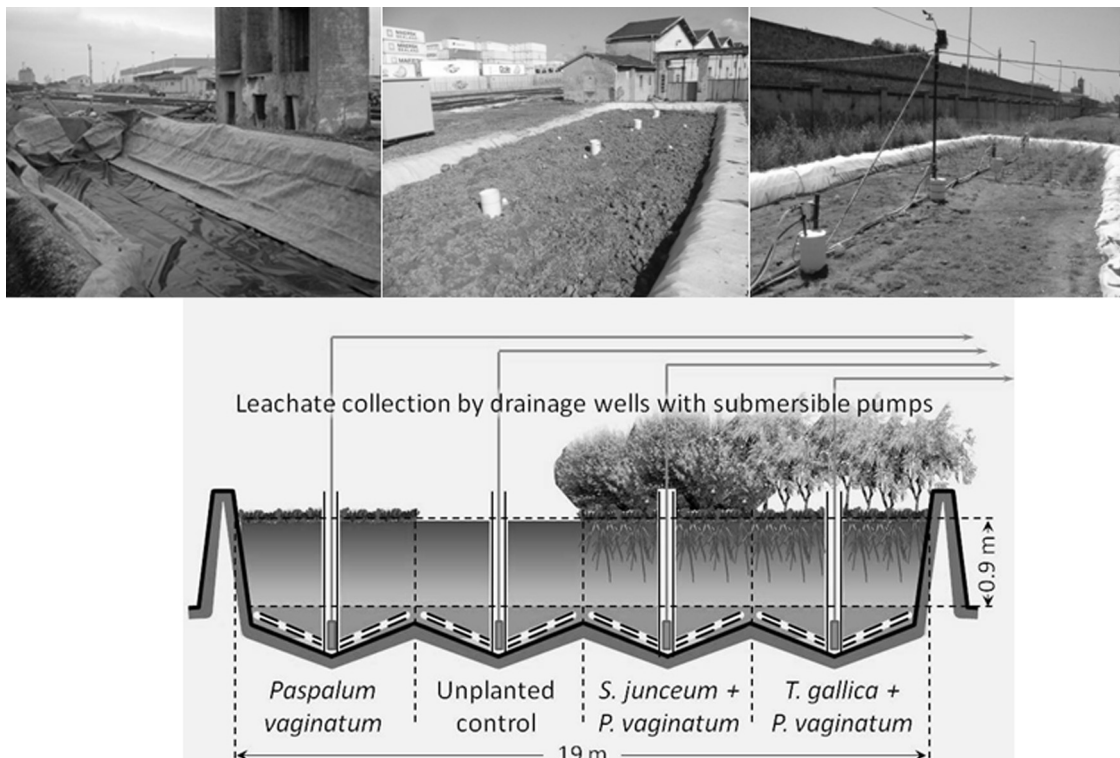 Leachate collection by drainage wells with submersible pumps
0.9 m
Paspalum
vaginatum
Unplanted
control
S. junceum +
P. vaginatum
T. gallica +
P. vaginatum
19 m